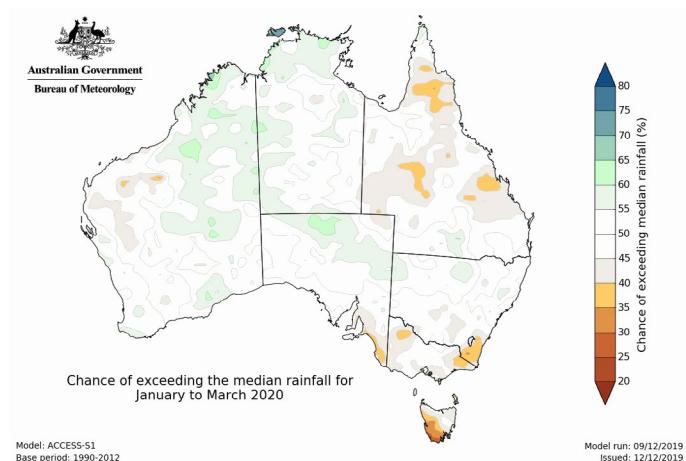 Australian Government
Bureau of Meteorology
80
75
70
65
60
55
50
45
40
35
30
25
20
Chance of exceeding median rainfall (%)
Chance of exceeding the median rainfall for
January to March 2020
Model: ACCESS-S1
Base period: 1990-2012
Model run: 09/12/2019
Issued: 12/12/2019